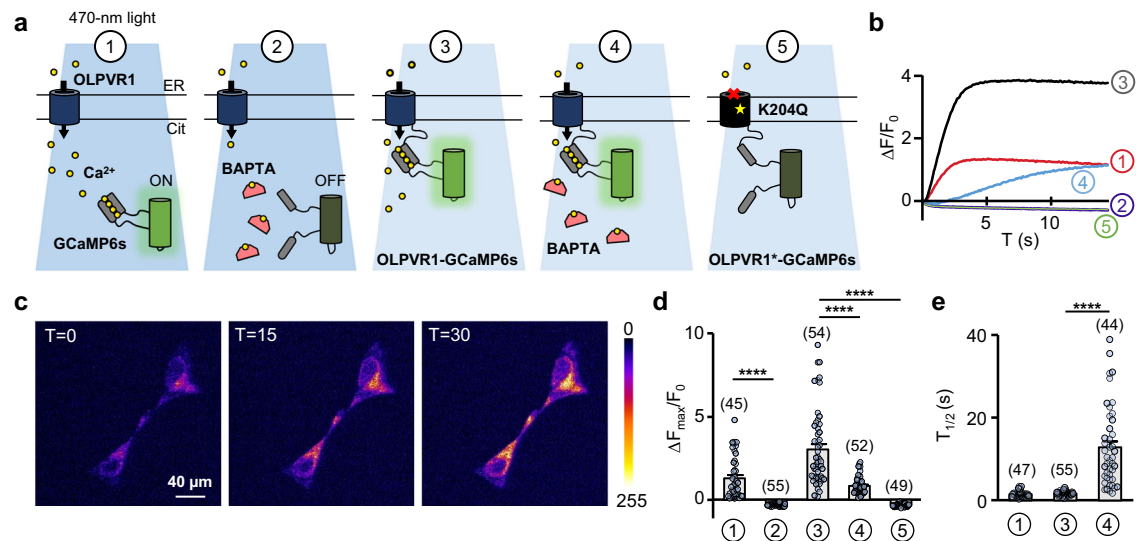 a
470-nm light
1
2
3
4
5
OLPVR1
ER
Cit
Ca²⁺
ON
GCaMP6s
BAPTA
OFF
OLPVR1-GCaMP6s
BAPTA
K204Q
OLPVR1*-GCaMP6s
b
ΔF/F₀
4
2
0
5
10
T (s)
3
1
4
2
5
c
T=0
T=15
T=30
40 µm
0
255
d
ΔFmax/F₀
10
5
0
(45)
(55)
(54)
(52)
(49)
****
****
****
1
2
3
4
5
e
T1/2 (s)
40
20
0
(47)
(55)
(44)
****
1
3
4